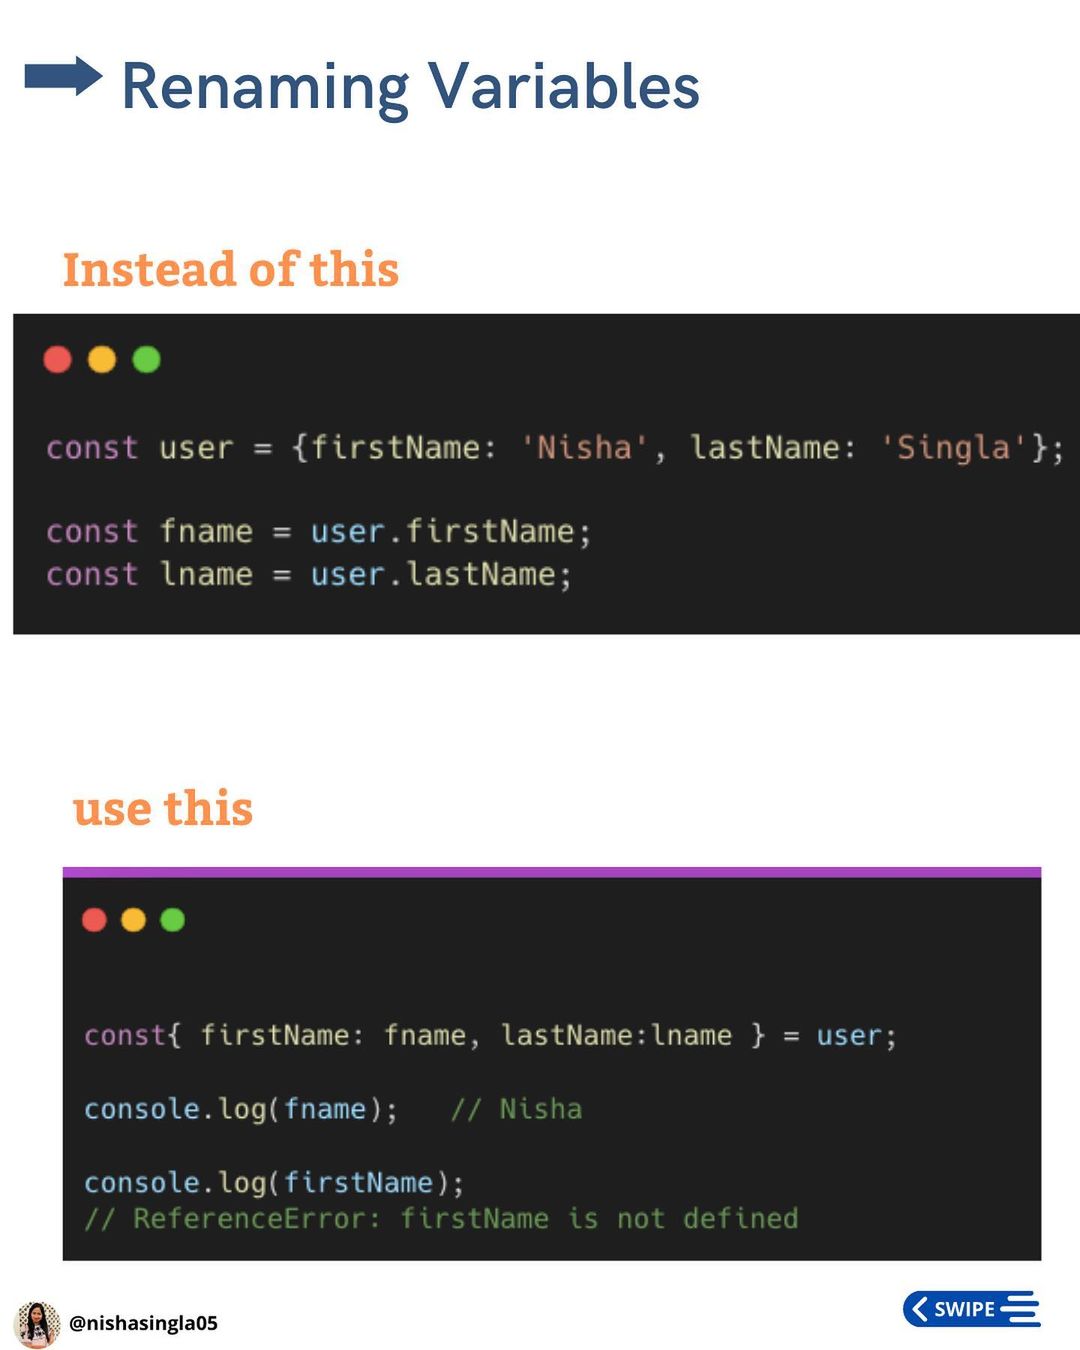 Renaming Variables
Instead of this
const user = {firstName: 'Nisha', lastName: 'Singla'};
const fname = user.firstName;
const lname = user.lastName;
use this
const{ firstName: fname, lastName:lname } = user;
console.log(fname);   // Nisha
console.log(firstName);
// ReferenceError: firstName is not defined
@nishasingla05
SWIPE